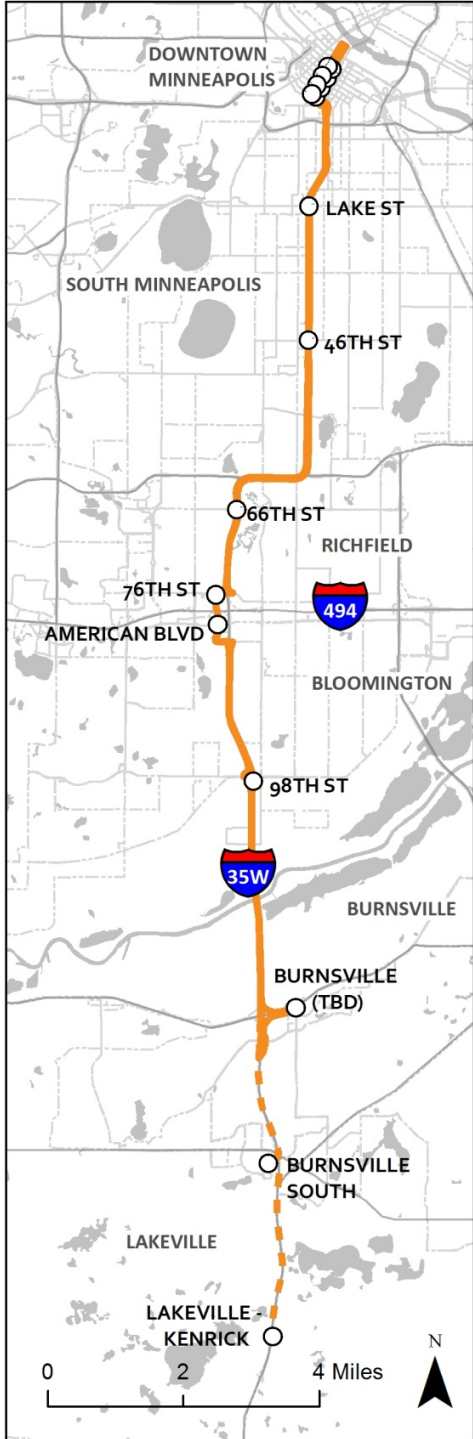 DOWNTOWN
MINNEAPOLIS
LAKE ST
SOUTH MINNEAPOLIS
46TH ST
66TH ST
RICHFIELD
76TH ST
494
AMERICAN BLVD
BLOOMINGTON
98TH ST
35W
BURNSVILLE
BURNSVILLE
(TBD)
BURNSVILLE
SOUTH
LAKEVILLE
LAKEVILLE -
KENRICK
N
0 2 4 Miles